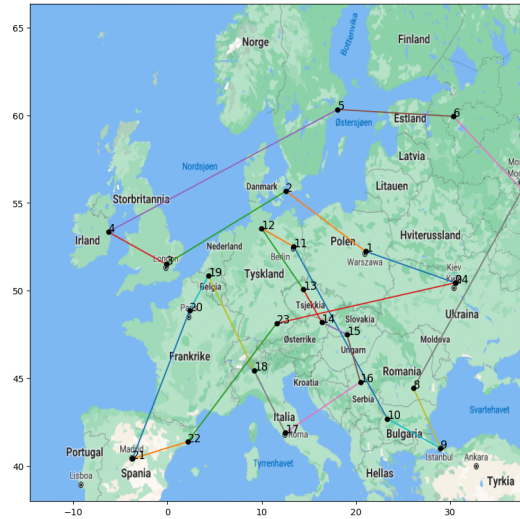 65
60
55
50
45
40
−10
0
10
20
30
Norge
Bottenvika
Finland
5
6
Estland
Østersjøen
Latvia
Nordsjøen
Danmark
2
Litauen
Storbritannia
4
Irland
12
11
Polen
1
Hviterussland
Nederland
Berlin
Warszawa
3
London
Tyskland
19
Belgia
13
Tsjekkia
Kiev
Ukraina
20
23
14
Slovakia
Østerrike
15
Ungarn
Moldova
Frankrike
18
Kroatia
16
Romania
8
Serbia
Italia
17
Roma
10
Bulgaria
Svartehavet
9
Istanbul
Ankara
Portugal
Madrid
21
22
Spania
Lisboa
Tyrrenhavet
Hellas
Tyrkia